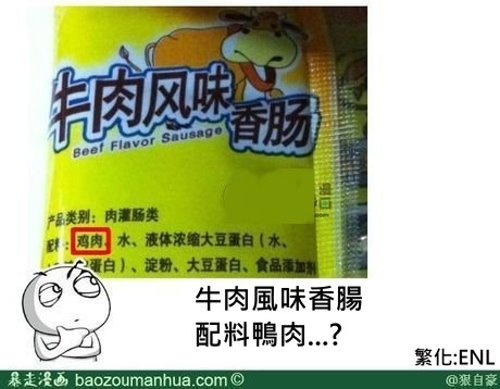 牛肉风味
香肠
Beef Flavor Sausage
产品类别：肉灌肠类
配料：鸡肉、水、液体浓缩大豆蛋白（水、
蛋白）、淀粉、大豆蛋白、食品添加剂
牛肉風味香腸
配料鴨肉...?
繁化:ENL
暴走漫画 baozoumanhua.com ©
@狠自豪